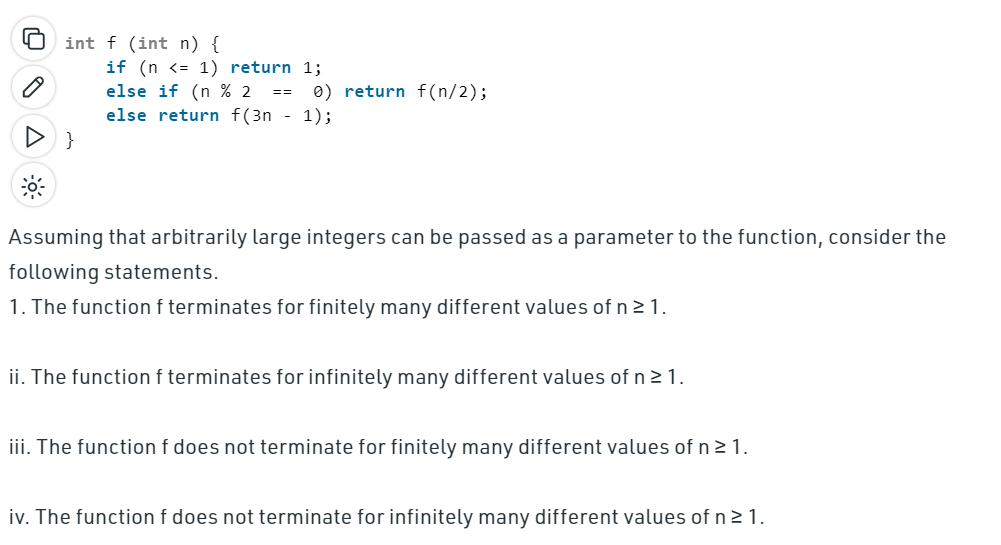 int f (int n) {
    if (n <= 1) return 1;
    else if (n % 2  ==  0) return f(n/2);
    else return f(3n - 1);
}
Assuming that arbitrarily large integers can be passed as a parameter to the function, consider the
following statements.
1. The function f terminates for finitely many different values of n ≥ 1.
ii. The function f terminates for infinitely many different values of n ≥ 1.
iii. The function f does not terminate for finitely many different values of n ≥ 1.
iv. The function f does not terminate for infinitely many different values of n ≥ 1.